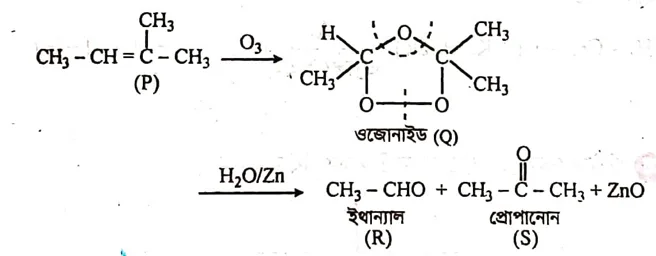 CH₃
CH₃ – CH = C – CH₃ O₃
(P)
H O CH₃
C C
CH₃ CH₃
O O
ওজোনাইড (Q)
O
H₂O/Zn CH₃ – CHO + CH₃ – C – CH₃ + ZnO
ইথান্যাল প্রোপানোন
(R) (S)